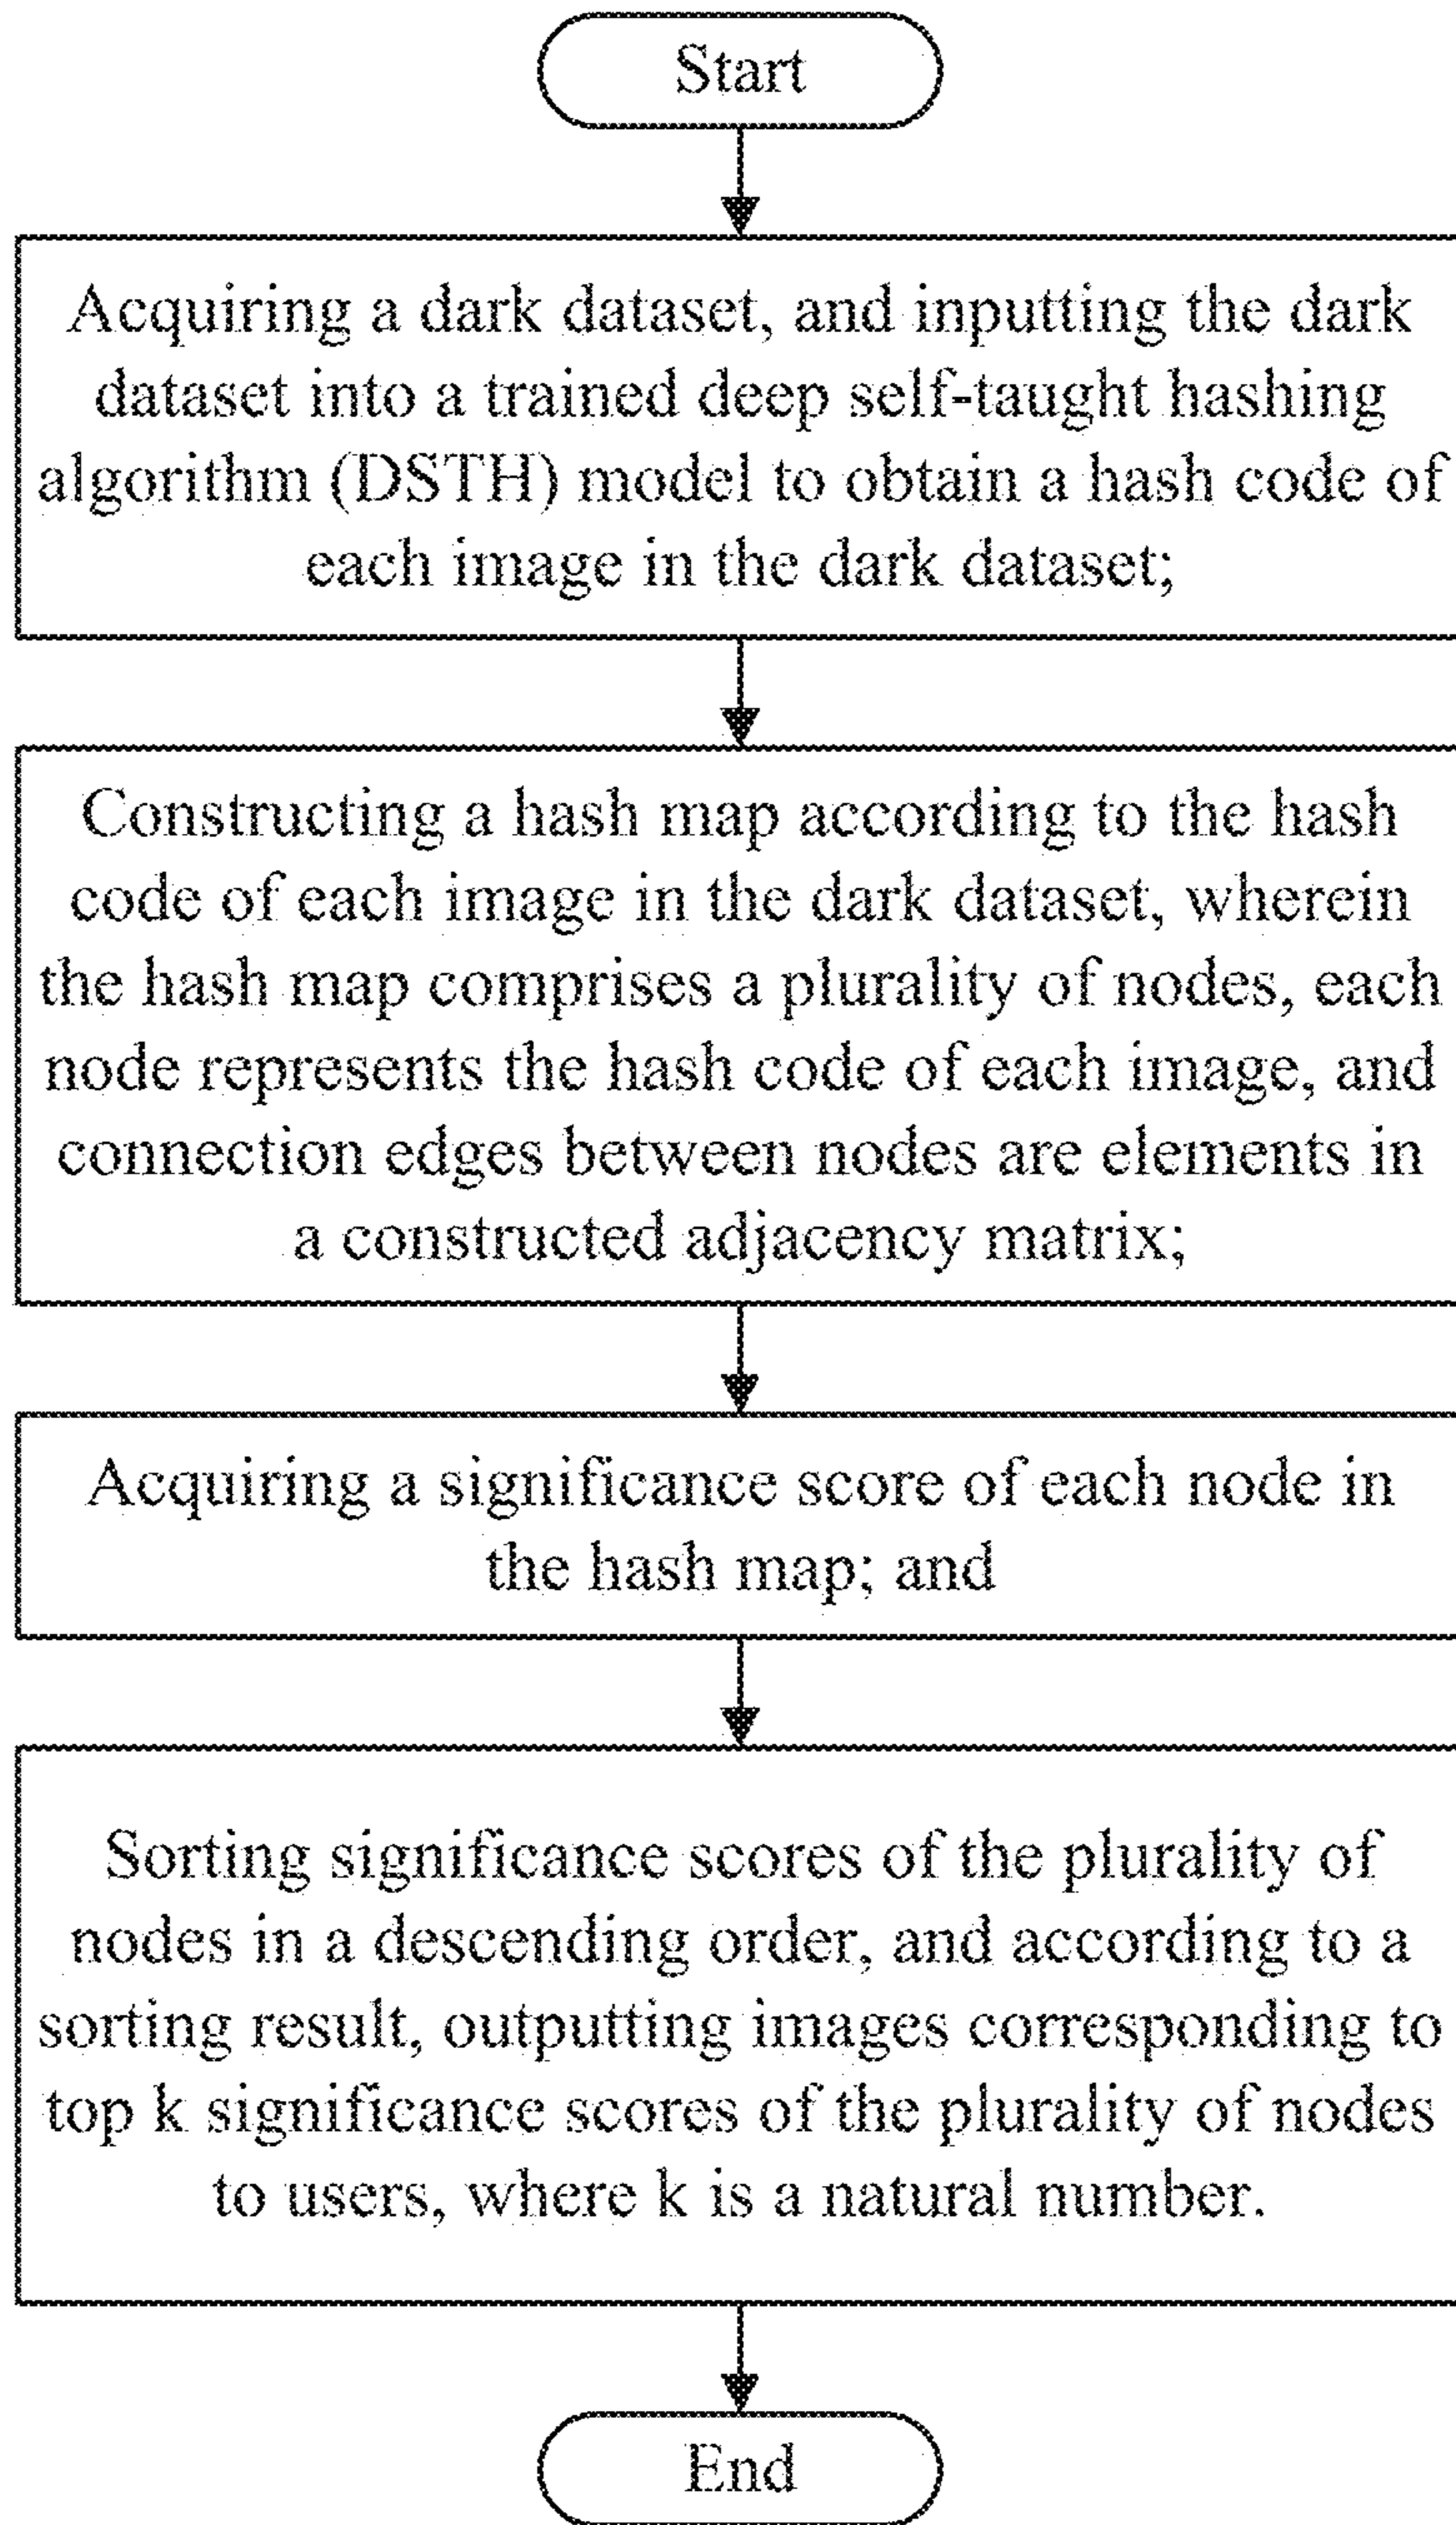 Start
Acquiring a dark dataset, and inputting the dark
dataset into a trained deep self-taught hashing
algorithm (DSTH) model to obtain a hash code of
each image in the dark dataset;
Constructing a hash map according to the hash
code of each image in the dark dataset, wherein
the hash map comprises a plurality of nodes, each
node represents the hash code of each image, and
connection edges between nodes are elements in
a constructed adjacency matrix;
Acquiring a significance score of each node in
the hash map; and
Sorting significance scores of the plurality of
nodes in a descending order, and according to a
sorting result, outputting images corresponding to
top k significance scores of the plurality of nodes
to users, where k is a natural number.
End